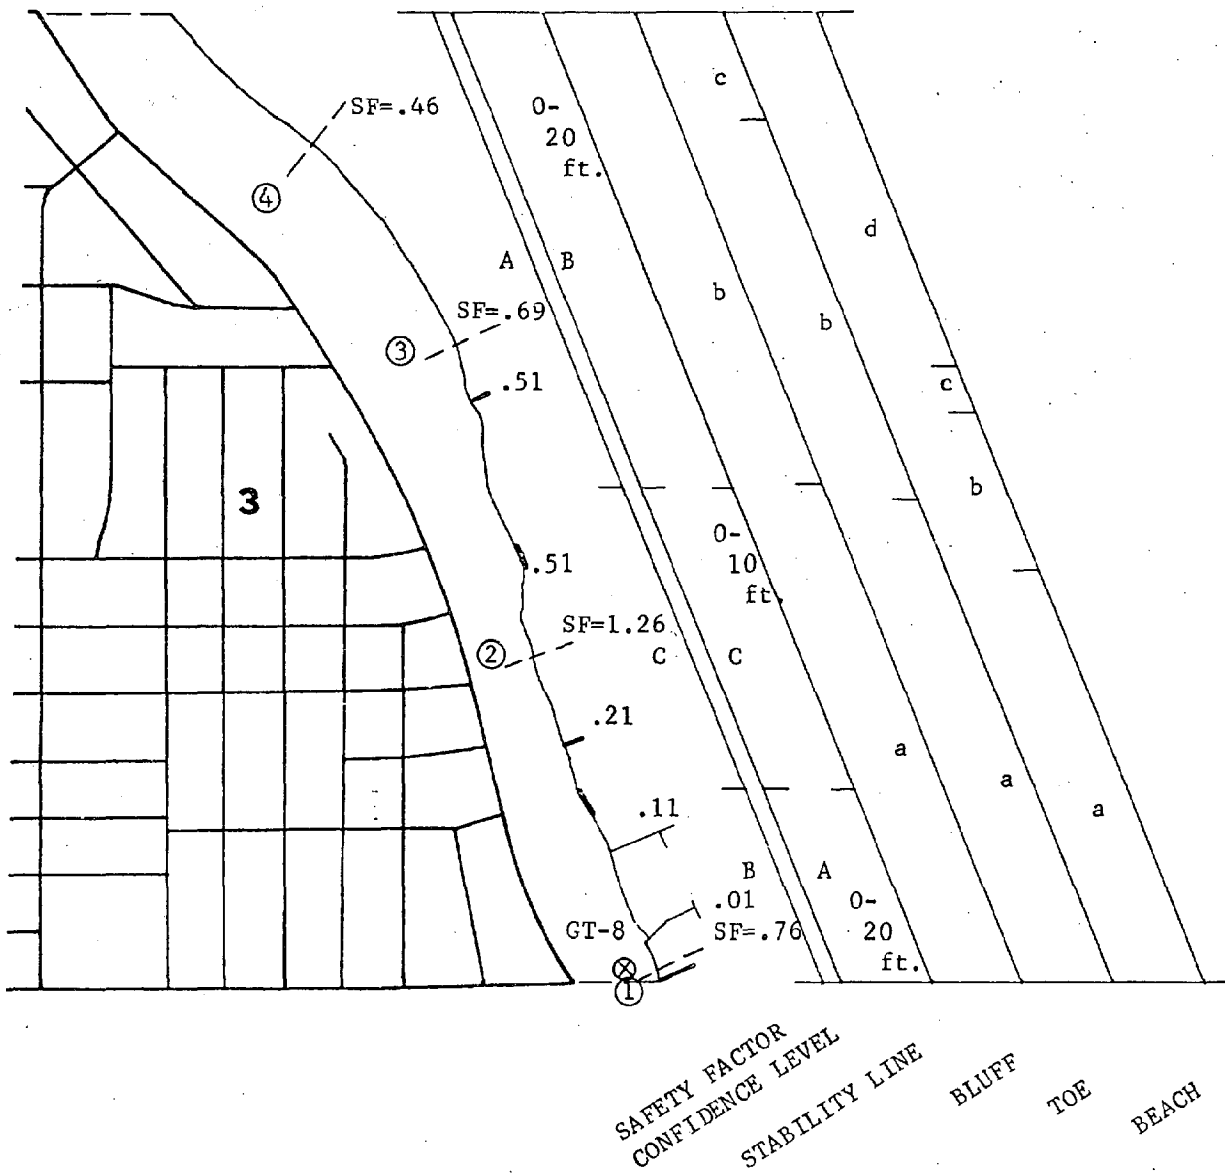 c
SF=.46
0-
20
ft.
④
d
A B
b
SF=.69
b
③
.51
c
3
b
0-
10
ft.
.51
SF=1.26
②
C C
.21
a
a
.11
a
B A
.01
0-
GT-8
SF=.76
20
ft.
①
SAFETY FACTOR
CONFIDENCE LEVEL
STABILITY LINE
BLUFF
TOE
BEACH